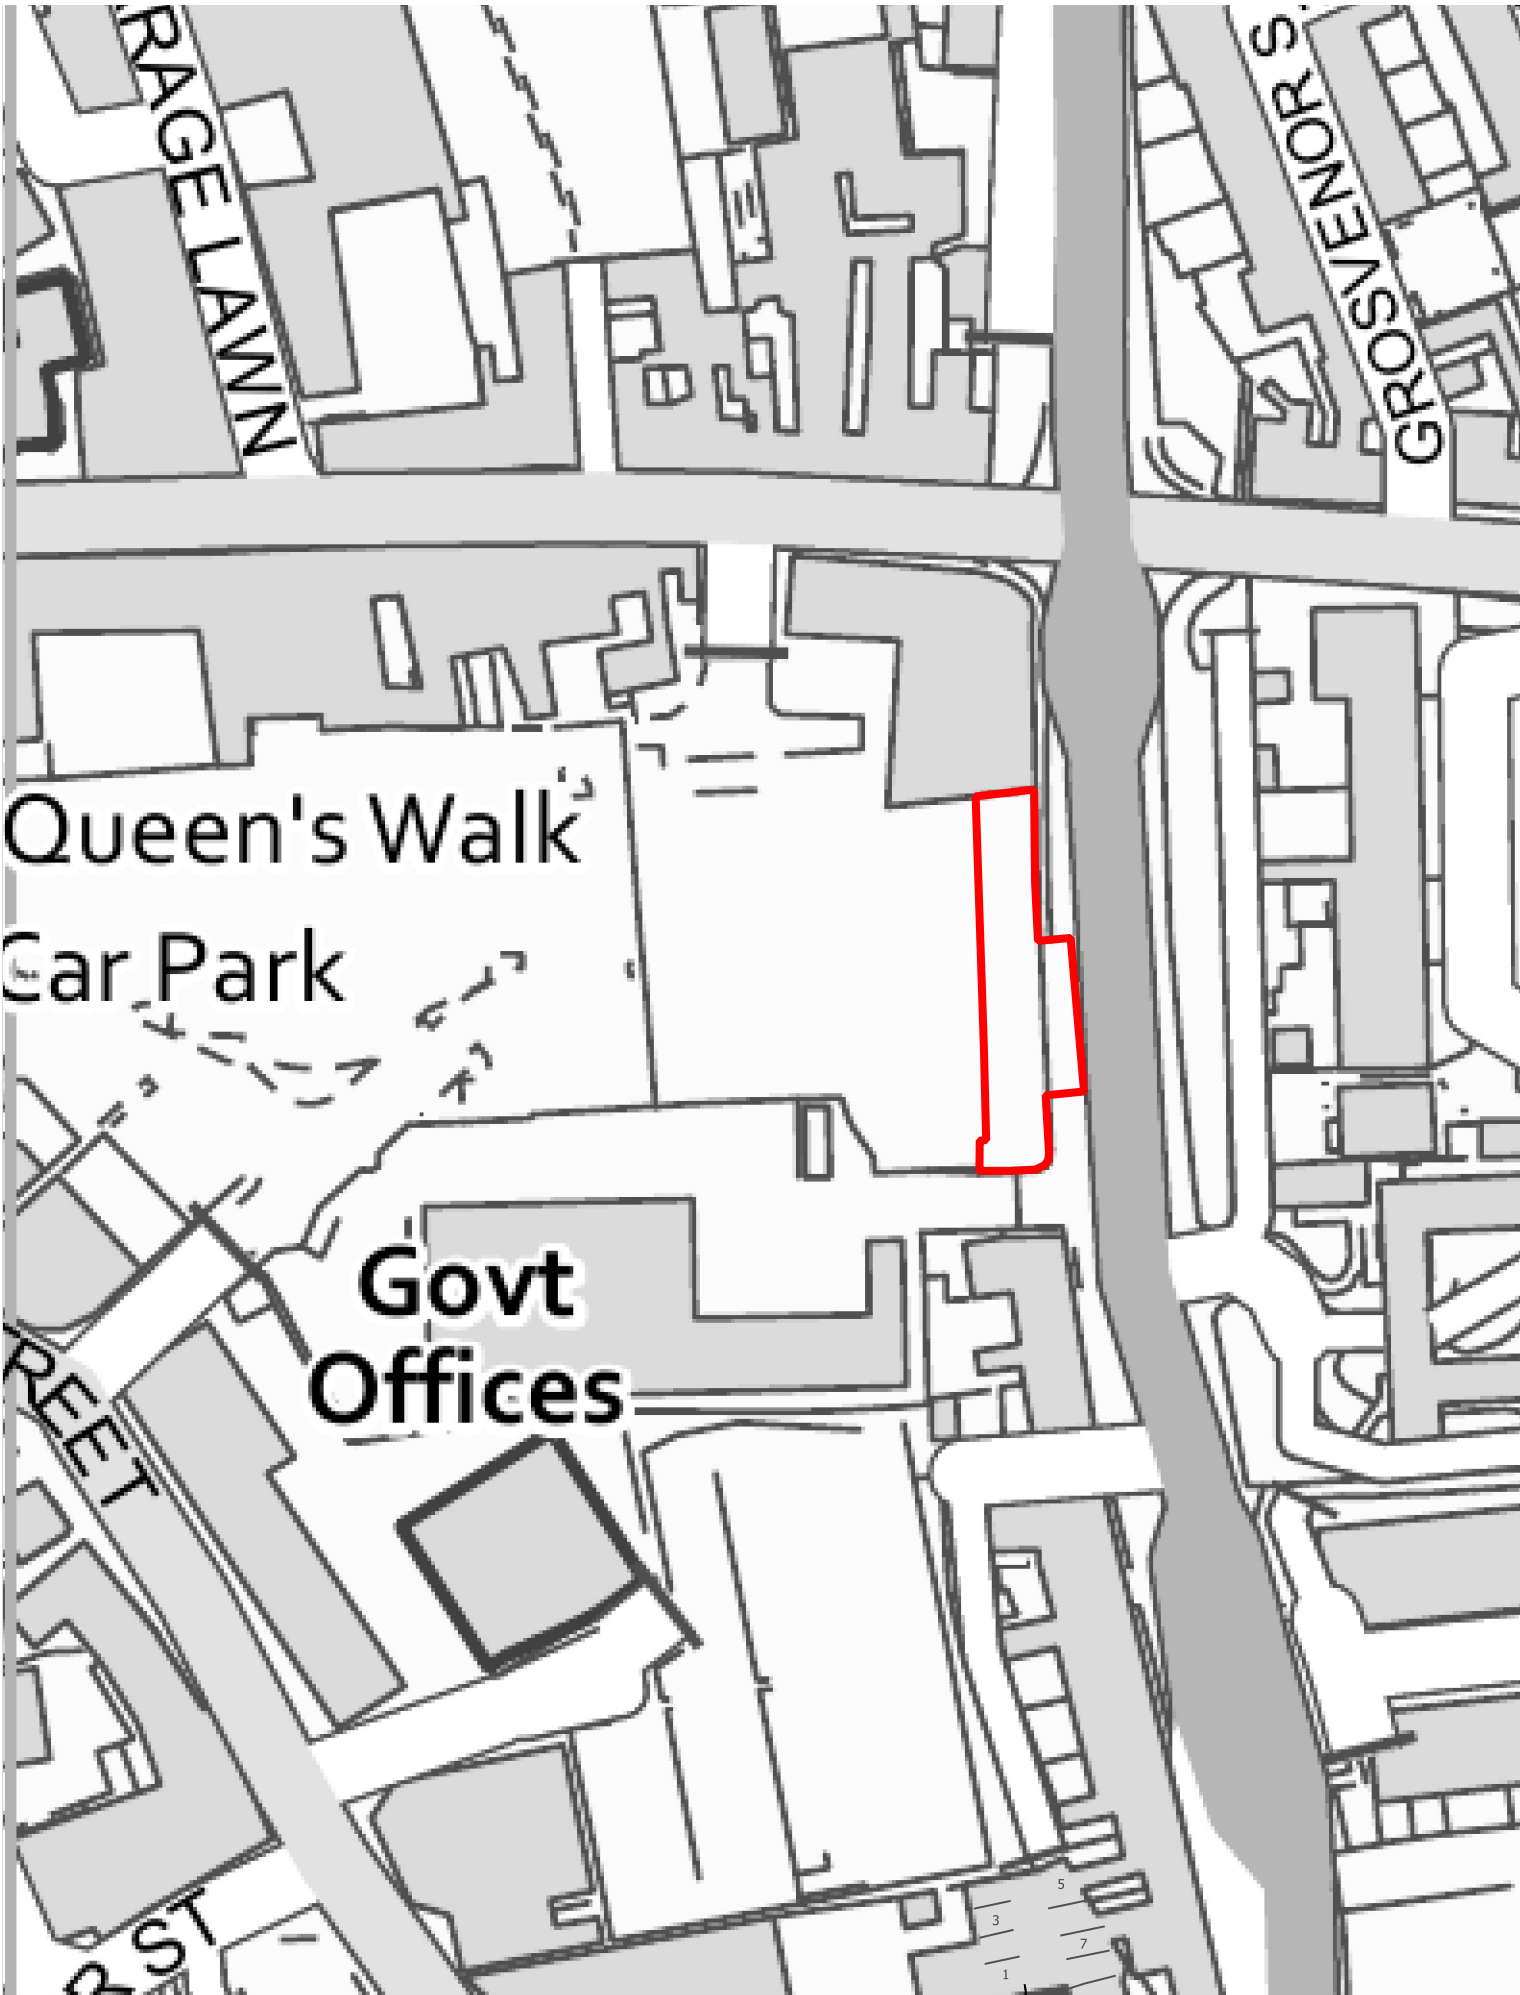 RAGE LAWN
GROSVENOR S
Queen's Walk
Car Park
Govt
Offices
REET
R ST
5
3
7
1